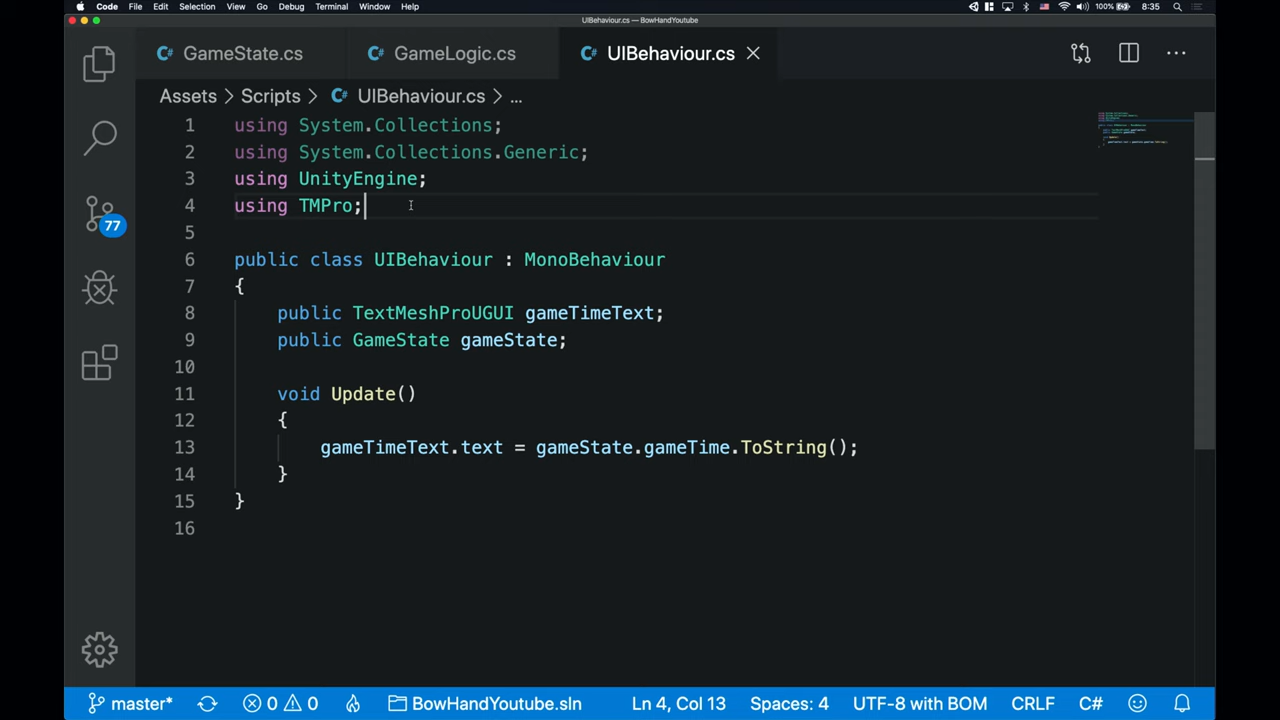 Code File Edit Selection View Go Debug Terminal Window Help 100% 8:35
UIBehaviour.cs — BowHandYoutube
GameState.cs GameLogic.cs UIBehaviour.cs
Assets > Scripts > UIBehaviour.cs > ...
1 using System.Collections;
2 using System.Collections.Generic;
3 using UnityEngine;
4 using TMPro;
5
6 public class UIBehaviour : MonoBehaviour
7 {
8 public TextMeshProUGUI gameTimeText;
9 public GameState gameState;
10
11 void Update()
12 {
13 gameTimeText.text = gameState.gameTime.ToString();
14 }
15 }
16
77
master* 0 0 BowHandYoutube.sln Ln 4, Col 13 Spaces: 4 UTF-8 with BOM CRLF C#